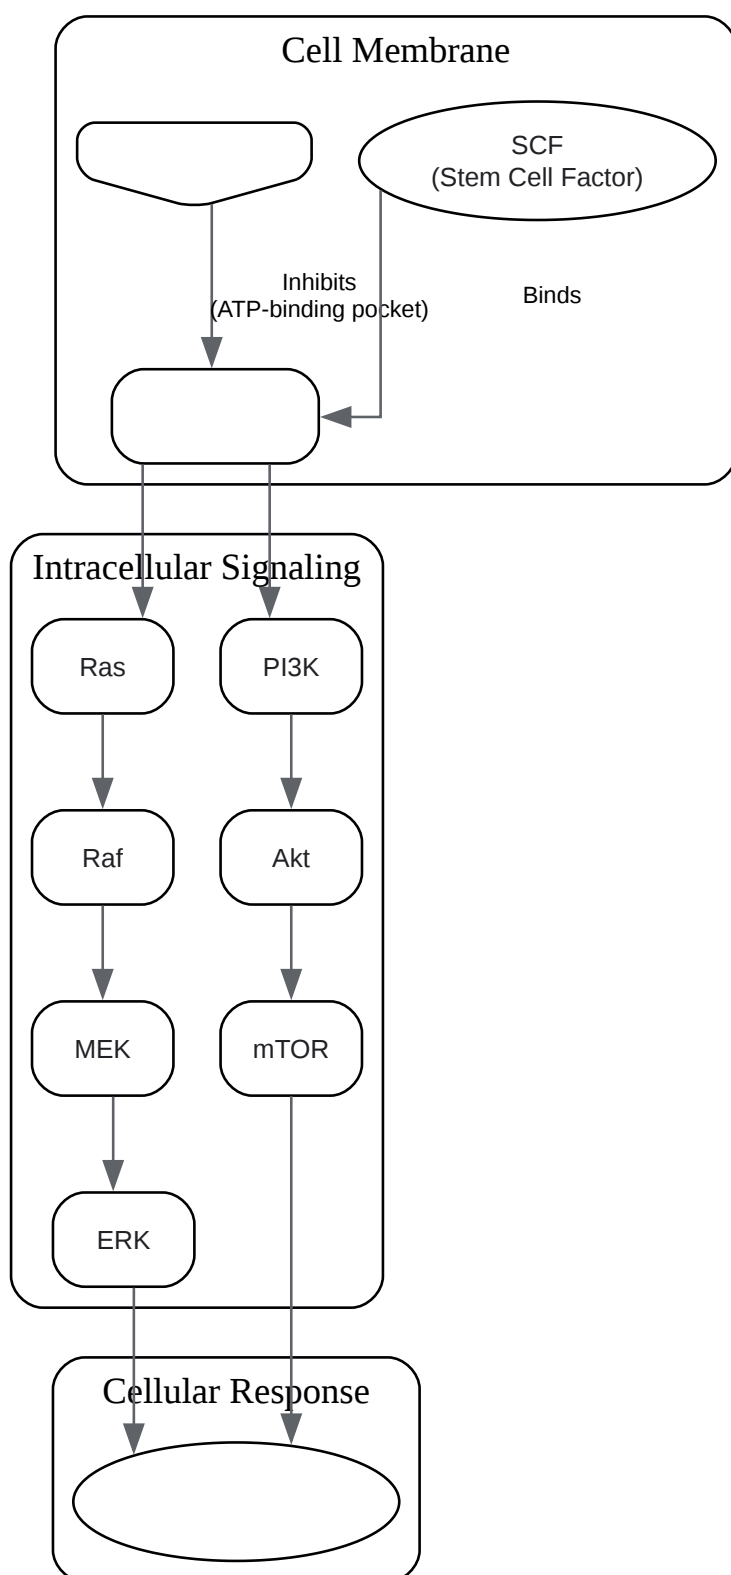 Cell Membrane
SCF
(Stem Cell Factor)
Inhibits
(ATP-binding pocket)
Binds
Intracellular Signaling
Ras
PI3K
Raf
Akt
MEK
mTOR
ERK
Cellular Response